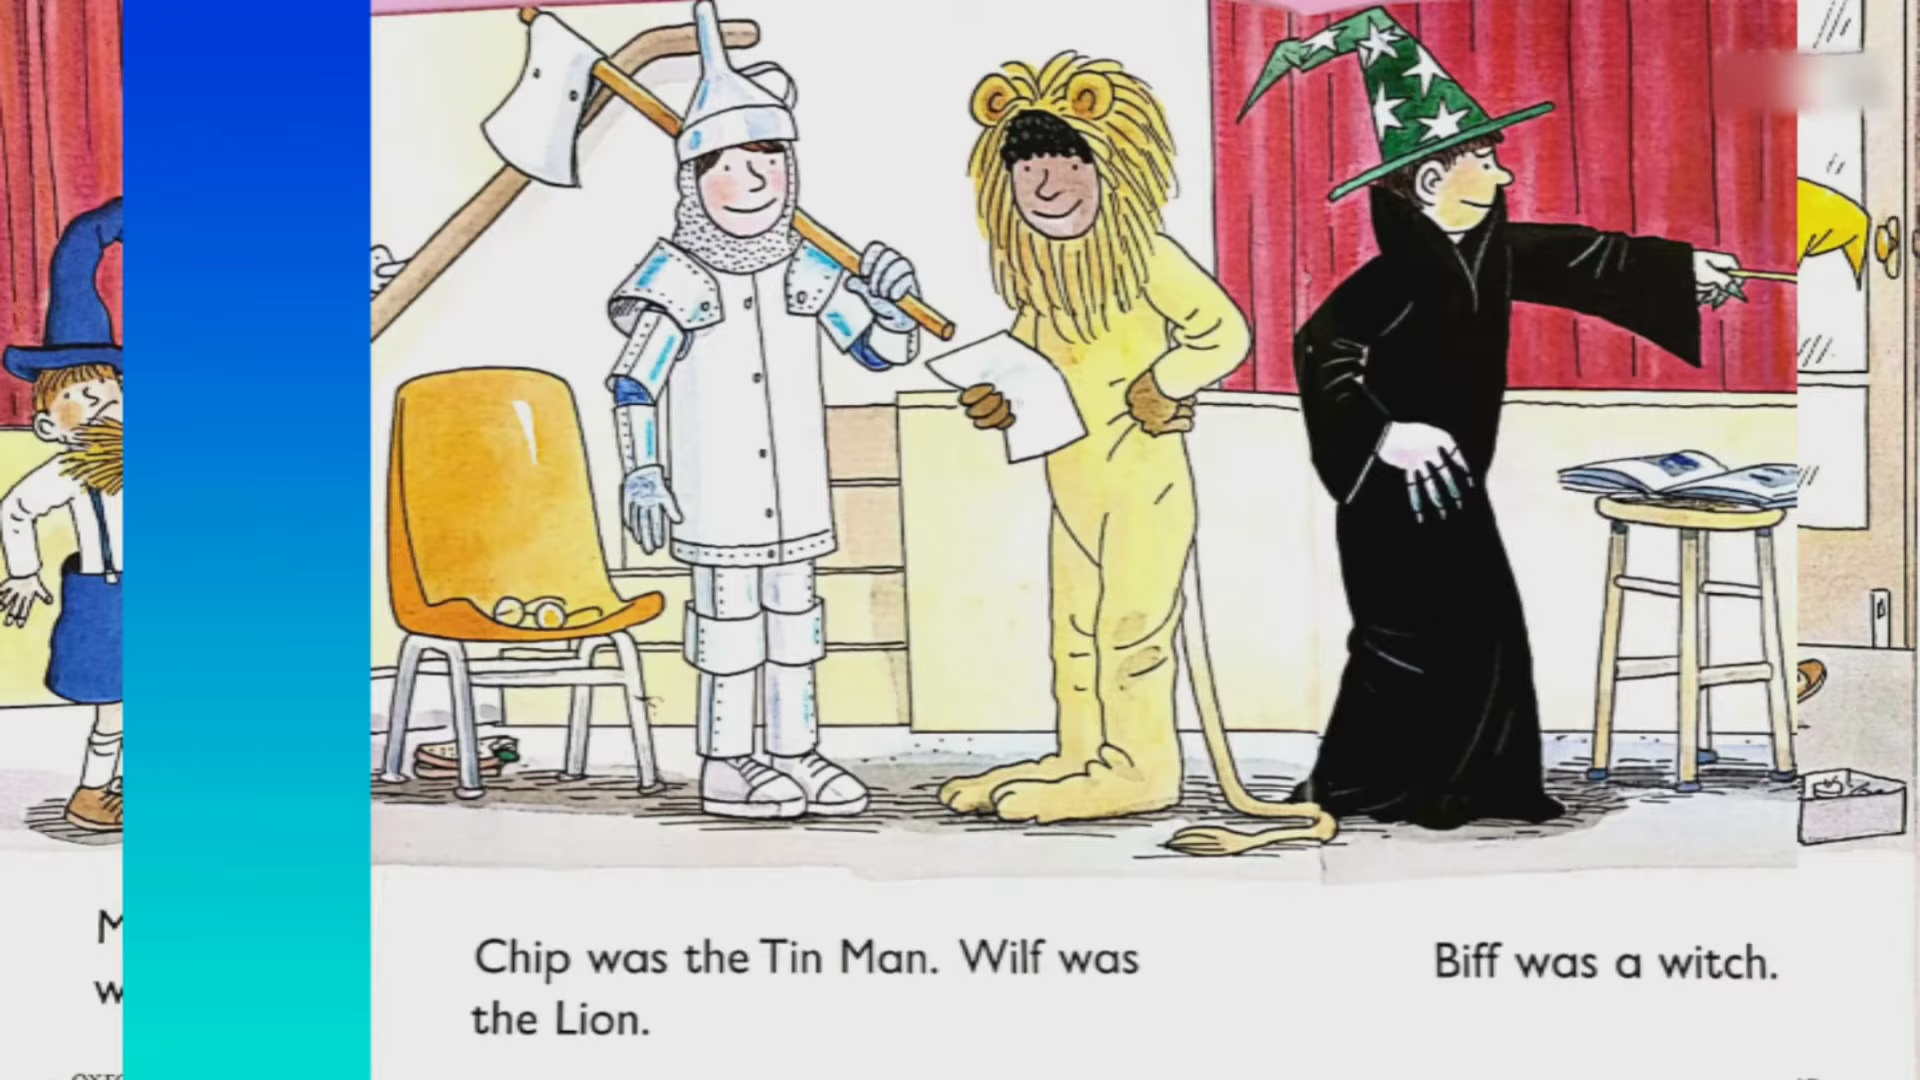 Chip was the Tin Man. Wilf was
the Lion.
Biff was a witch.